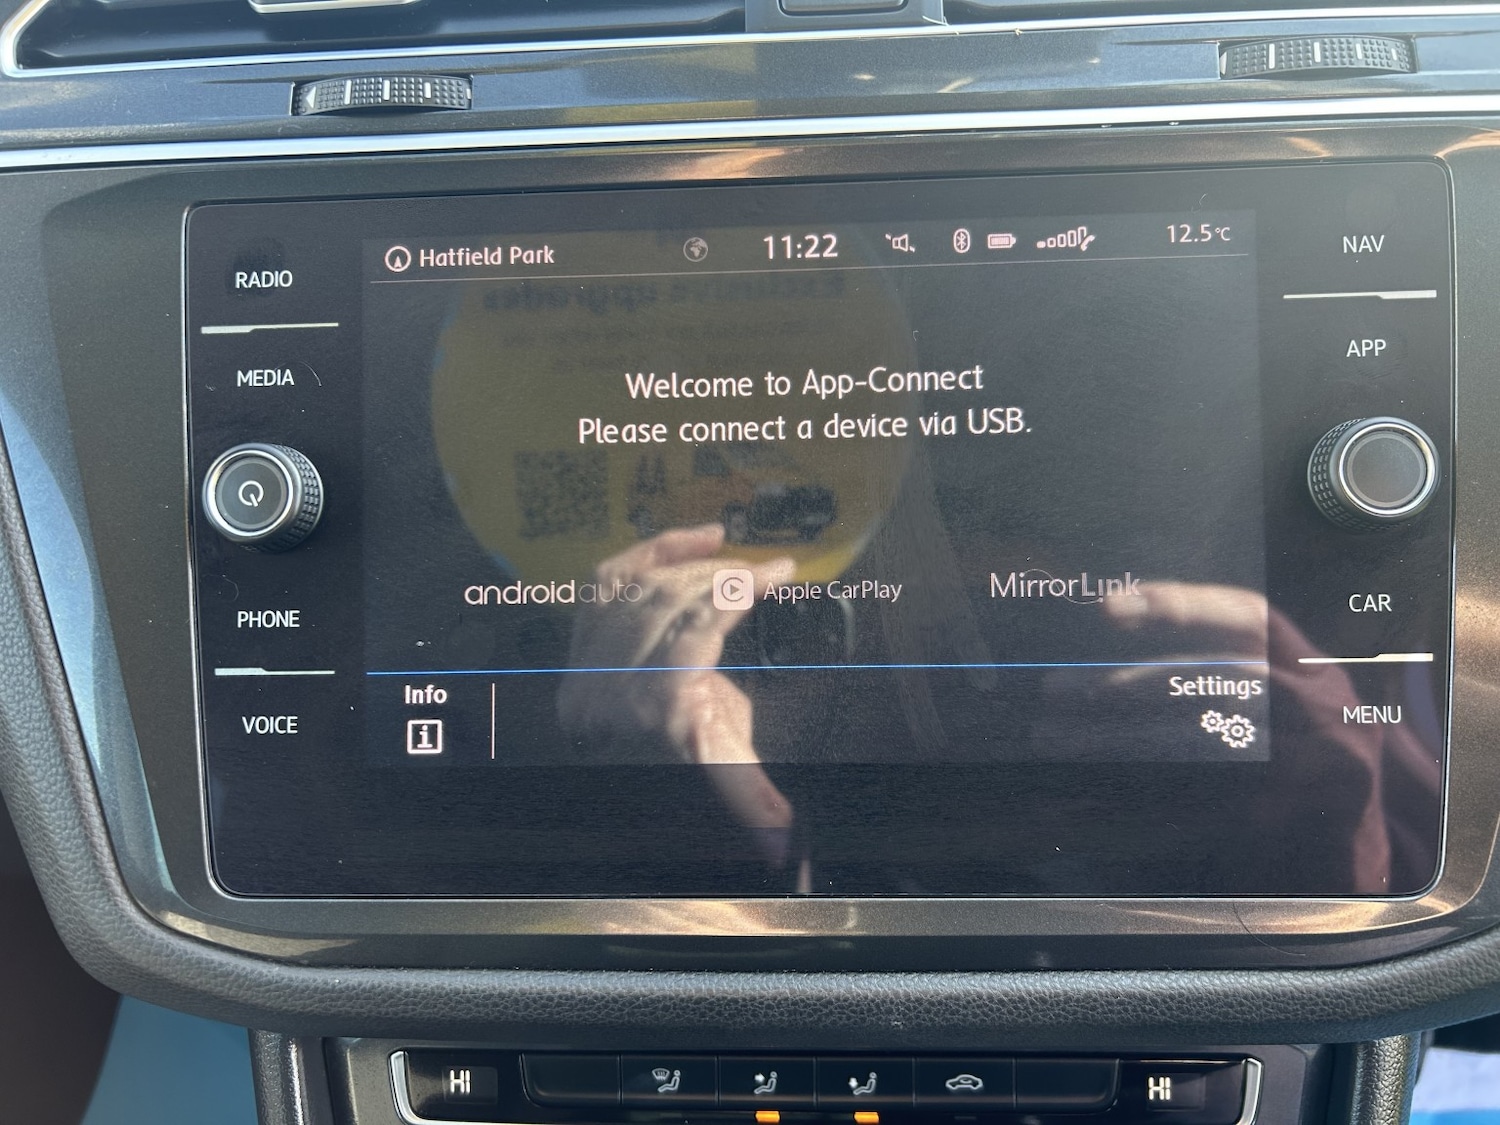 Hatfield Park 11:22 12.5°C
RADIO
MEDIA
PHONE
VOICE
Welcome to App-Connect
Please connect a device via USB.
androidauto Apple CarPlay MirrorLink
Info
Settings
NAV
APP
CAR
MENU
HI HI